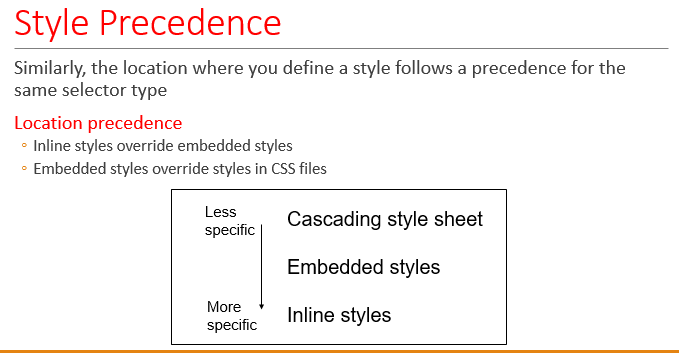 Style Precedence
Similarly, the location where you define a style follows a precedence for the
same selector type
Location precedence
◦ Inline styles override embedded styles
◦ Embedded styles override styles in CSS files
Less
specific
Cascading style sheet
Embedded styles
More
specific
Inline styles